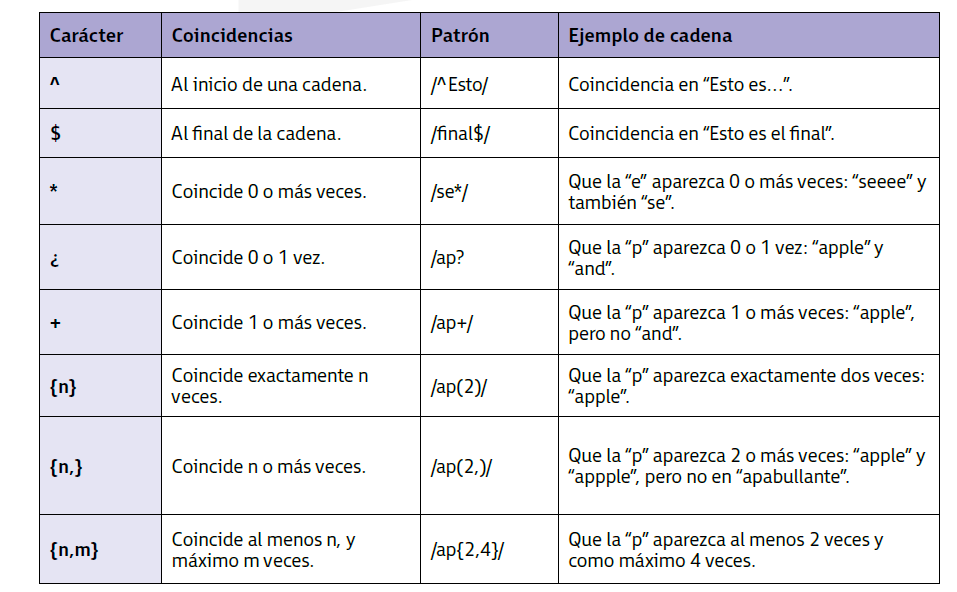 Carácter Coincidencias Patrón Ejemplo de cadena
^ Al inicio de una cadena. /^Esto/ Coincidencia en “Esto es...”.
$ Al final de la cadena. /final$/ Coincidencia en “Esto es el final”.
* Coincide 0 o más veces. /se*/ Que la “e” aparezca 0 o más veces: “seeee” y
también “se”.
¿ Coincide 0 o 1 vez. /ap? Que la “p” aparezca 0 o 1 vez: “apple” y
“and”.
+ Coincide 1 o más veces. /ap+/ Que la “p” aparezca 1 o más veces: “apple”,
pero no “and”.
{n} Coincide exactamente n
veces. /ap(2)/ Que la “p” aparezca exactamente dos veces:
“apple”.
{n,} Coincide n o más veces. /ap(2,)/ Que la “p” aparezca 2 o más veces: “apple” y
“appple”, pero no en “apabullante”.
{n,m} Coincide al menos n, y
máximo m veces. /ap{2,4}/ Que la “p” aparezca al menos 2 veces y
como máximo 4 veces.